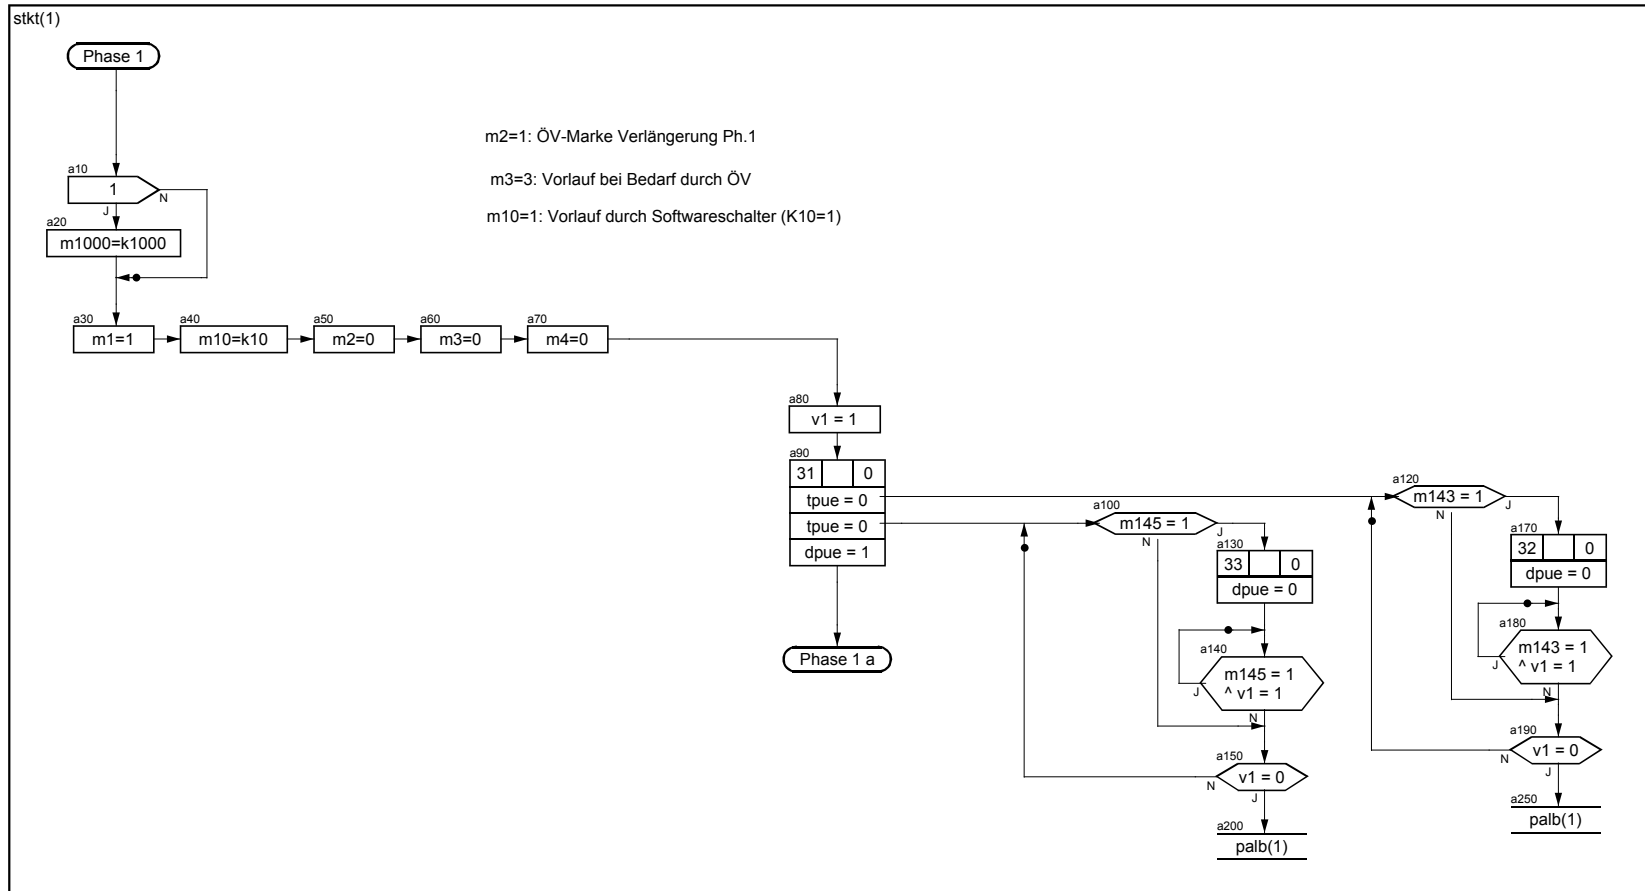 stkt(1)
Phase 1
m2=1: ÖV-Marke Verlängerung Ph.1
m3=3: Vorlauf bei Bedarf durch ÖV
m10=1: Vorlauf durch Softwareschalter (K10=1)
a10
1
N
J
a20
m1000=k1000
a30
m1=1
a40
m10=k10
a50
m2=0
a60
m3=0
a70
m4=0
a80
v1 = 1
a90
31 0
tpue = 0
tpue = 0
dpue = 1
Phase 1 a
a100
m145 = 1
J
N
a130
33 0
dpue = 0
a140
m145 = 1
^ v1 = 1
J
N
a150
v1 = 0
N
J
a200
palb(1)
a120
m143 = 1
J
N
a170
32 0
dpue = 0
a180
m143 = 1
^ v1 = 1
J
N
a190
v1 = 0
N
J
a250
palb(1)